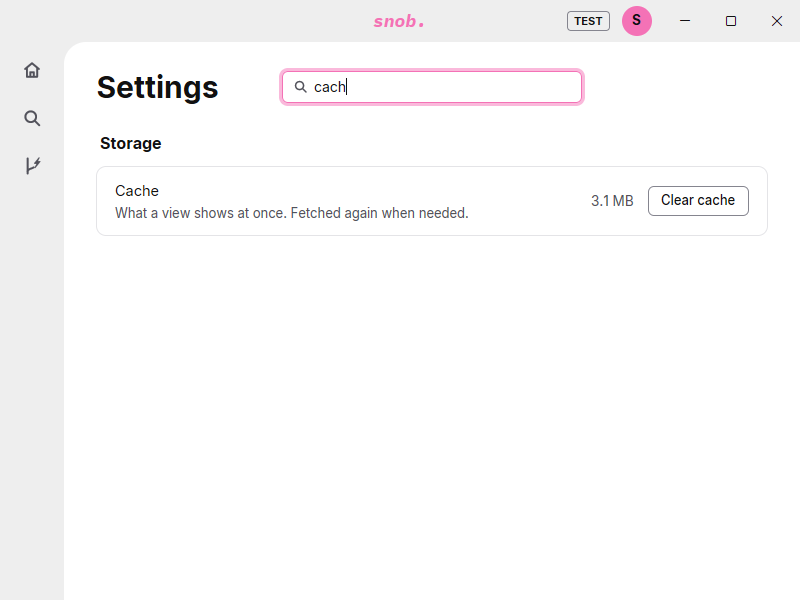 snob.
TEST
S
Settings
cach
Storage
Cache
What a view shows at once. Fetched again when needed.
3.1 MB
Clear cache